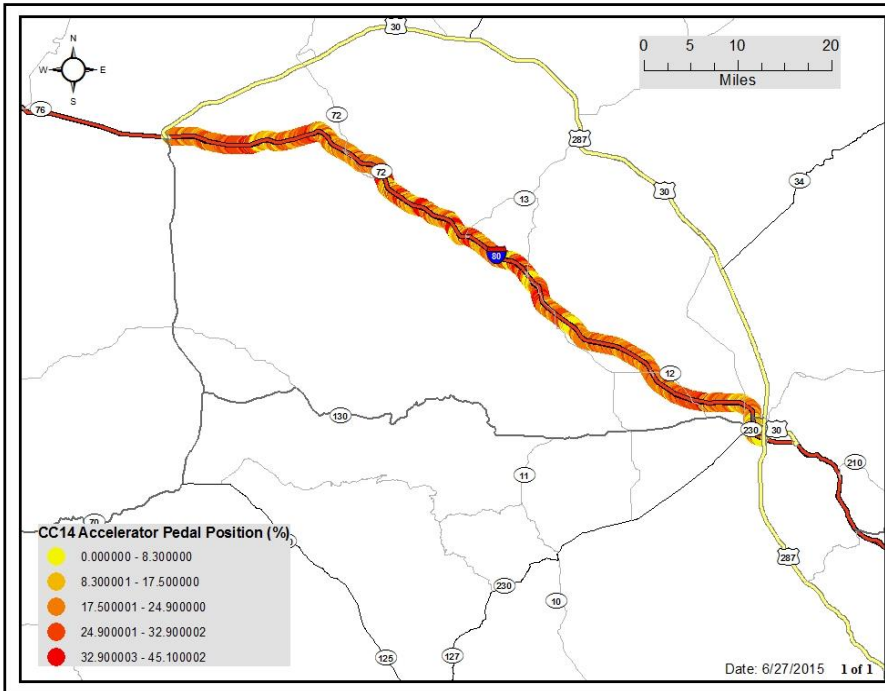 30
N
W E
S
0 5 10 20
Miles
76
72
287
72
34
13
30
80
12
130
230
30
11
210
70
CC14 Accelerator Pedal Position (%)
0.000000 - 8.300000
8.300001 - 17.500000
17.500001 - 24.900000
24.900001 - 32.900002
32.900003 - 45.100002
287
230
10
125
127
Date: 6/27/2015 1 of 1